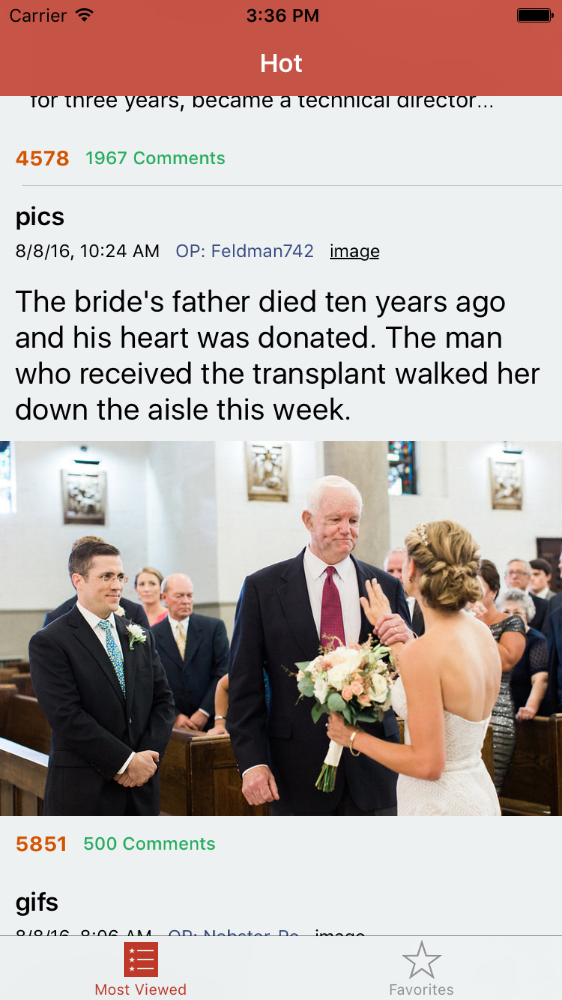 Carrier 3:36 PM
Hot
for three years, became a technical director...
4578 1967 Comments
pics
8/8/16, 10:24 AM OP: Feldman742 image
The bride's father died ten years ago
and his heart was donated. The man
who received the transplant walked her
down the aisle this week.
5851 500 Comments
gifs
8/8/16, 8:06 AM OP: image
Most Viewed Favorites